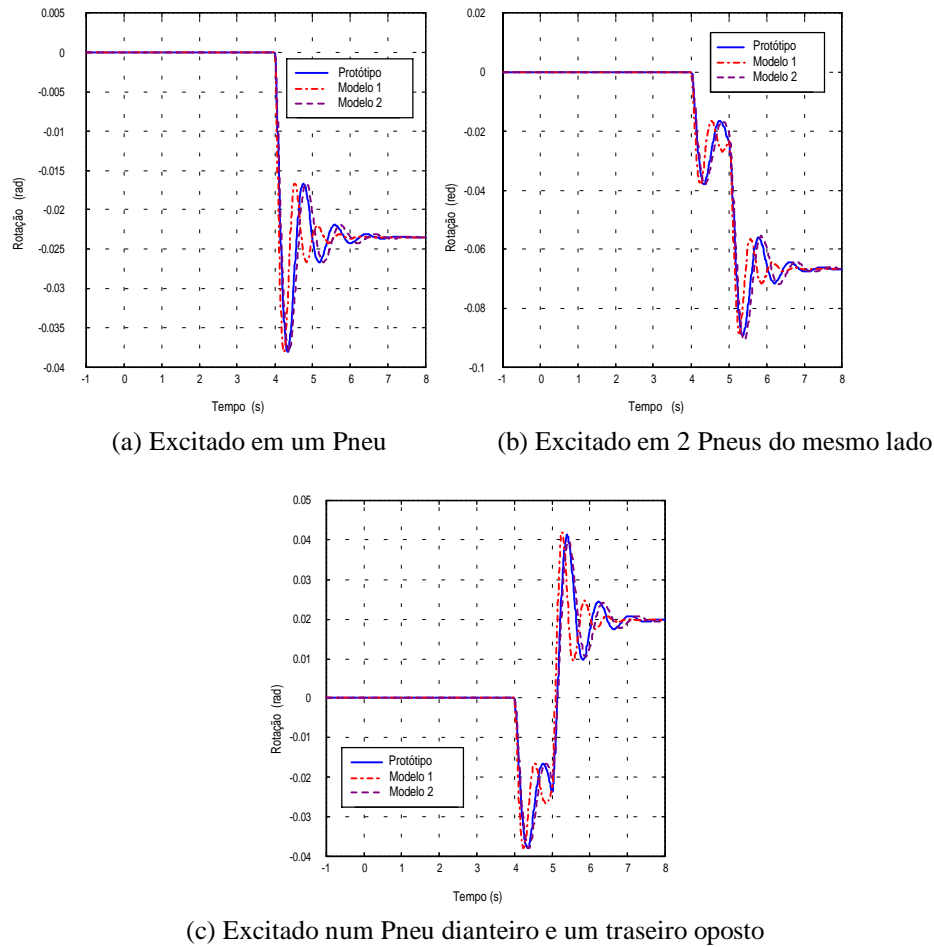 0.005
0
-0.005
-0.01
-0.015
-0.02
-0.025
-0.03
-0.035
-0.04
Rotação (rad)
Protótipo
Modelo 1
Modelo 2
-1 0 1 2 3 4 5 6 7 8
Tempo (s)
(a) Excitado em um Pneu
0.02
0
-0.02
-0.04
-0.06
-0.08
-0.1
Rotação (red)
Protótipo
Modelo 1
Modelo 2
-1 0 1 2 3 4 5 6 7 8
Tempo (s)
(b) Excitado em 2 Pneus do mesmo lado
0.05
0.04
0.03
0.02
0.01
0
-0.01
-0.02
-0.03
-0.04
Rotação (rad)
Protótipo
Modelo 1
Modelo 2
-1 0 1 2 3 4 5 6 7 8
Tempo (s)
(c) Excitado num Pneu dianteiro e um traseiro oposto